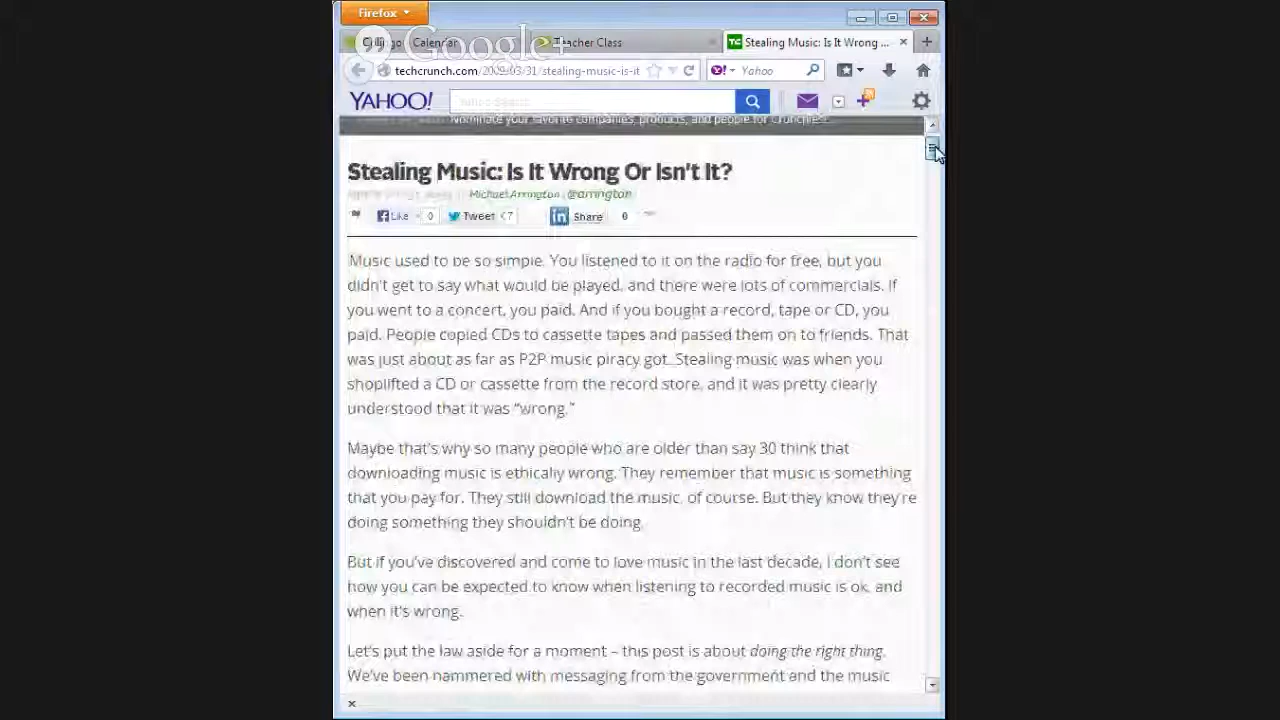 Firefox
Google+
Calendar
Teacher Class
Stealing Music: Is It Wrong ...
techcrunch.com/2009/03/31/stealing-music-is-it
Yahoo
YAHOO!
Nominate your favorite companies, products, and people for Crunchies!
Stealing Music: Is It Wrong Or Isn't It?
Michael Arrington @arrington
Like 0 Tweet 7 Share 0
Music used to be so simple. You listened to it on the radio for free, but you
didn't get to say what would be played, and there were lots of commercials. If
you went to a concert, you paid. And if you bought a record, tape or CD, you
paid. People copied CDs to cassette tapes and passed them on to friends. That
was just about as far as P2P music piracy got. Stealing music was when you
shoplifted a CD or cassette from the record store, and it was pretty clearly
understood that it was “wrong.”
Maybe that's why so many people who are older than say 30 think that
downloading music is ethically wrong. They remember that music is something
that you pay for. They still download the music, of course. But they know they're
doing something they shouldn't be doing.
But if you've discovered and come to love music in the last decade, I don't see
how you can be expected to know when listening to recorded music is ok, and
when it's wrong.
Let's put the law aside for a moment – this post is about doing the right thing.
We've been hammered with messaging from the government and the music